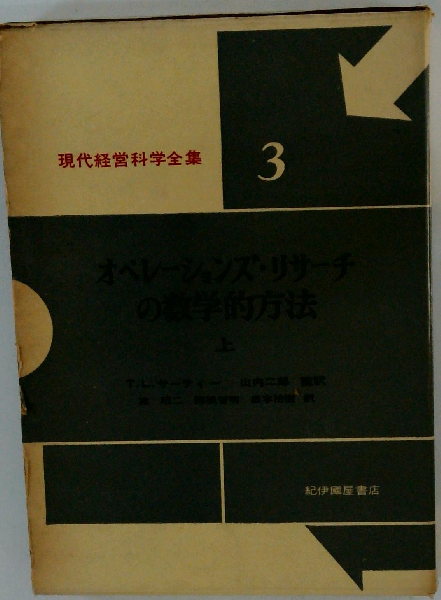 現代経営科学全集
3
オペレーションズ・リサーチ
の数学的方法
上
T.L.サーティー 山内二郎 監訳
紀伊國屋書店